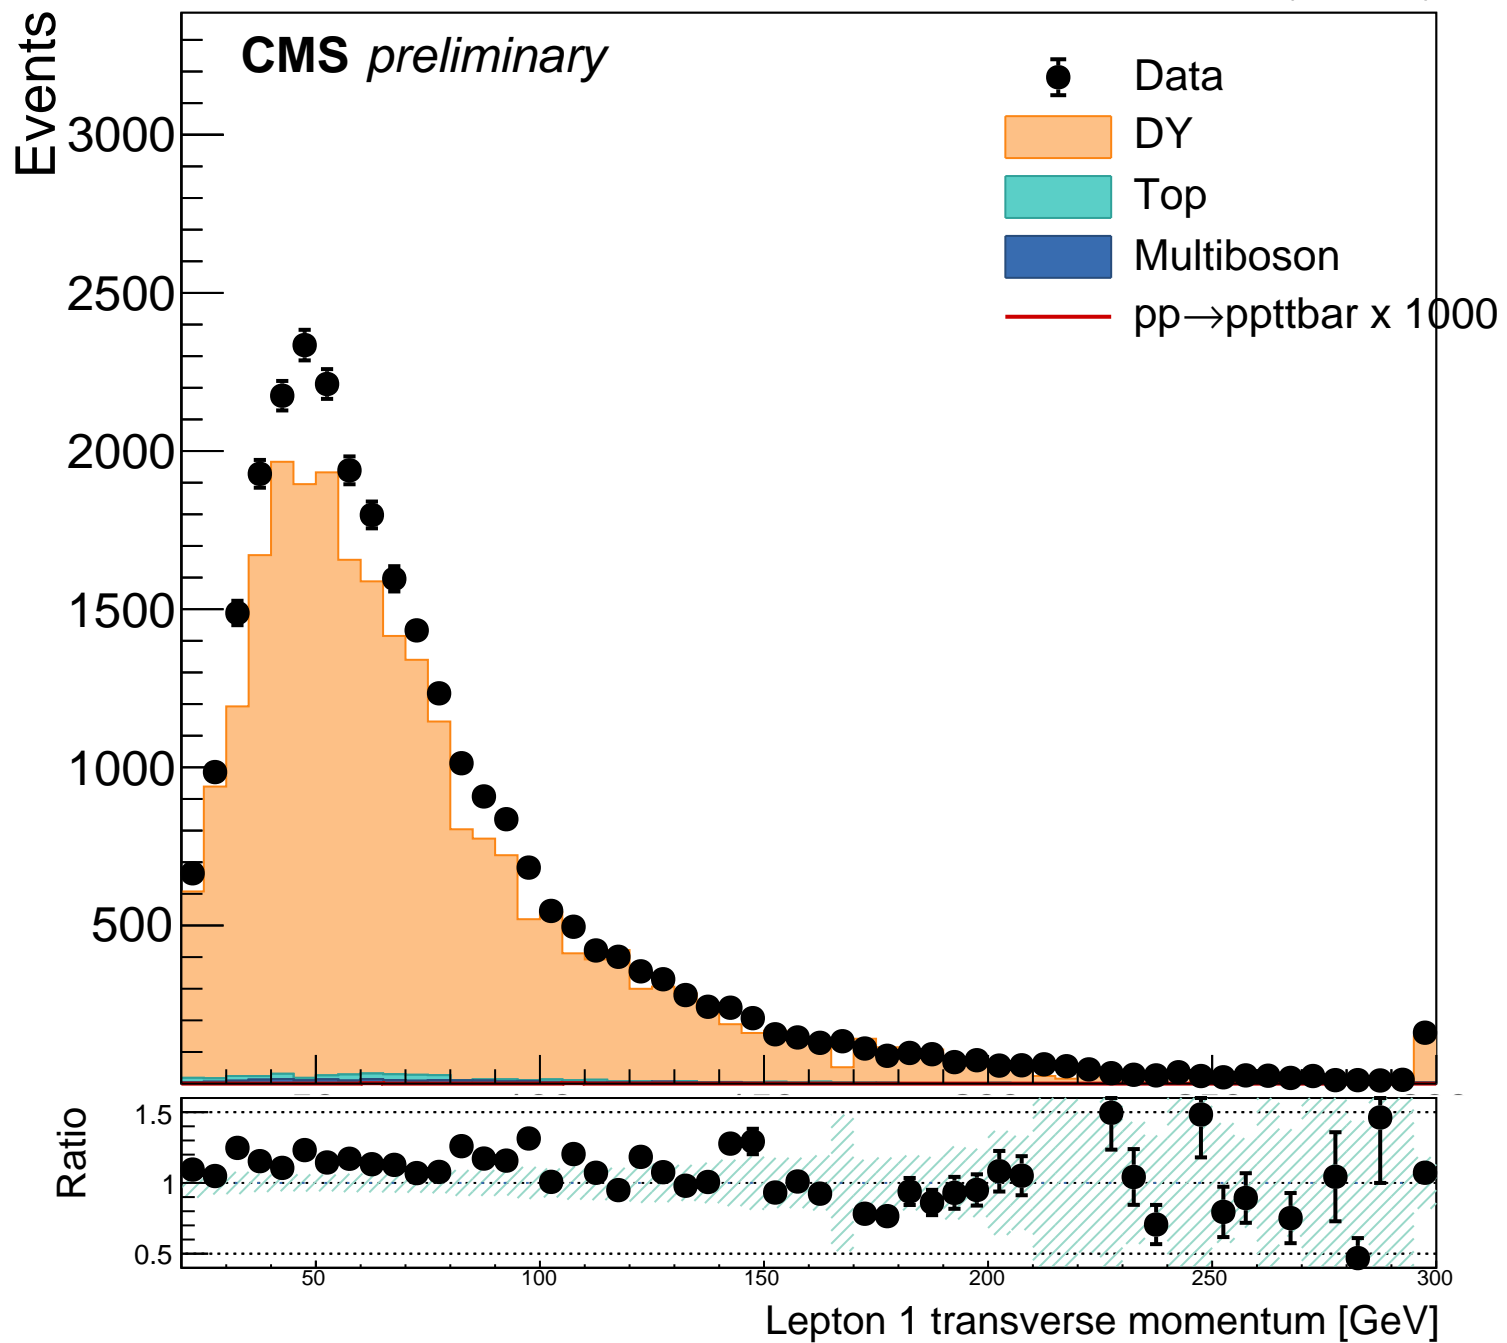 CMS preliminary
Events
Data
DY
Top
Multiboson
pp→ppttbar x 1000
3000
2500
2000
1500
1000
500
Ratio
1.5
1
0.5
50 100 150 200 250 300
Lepton 1 transverse momentum [GeV]